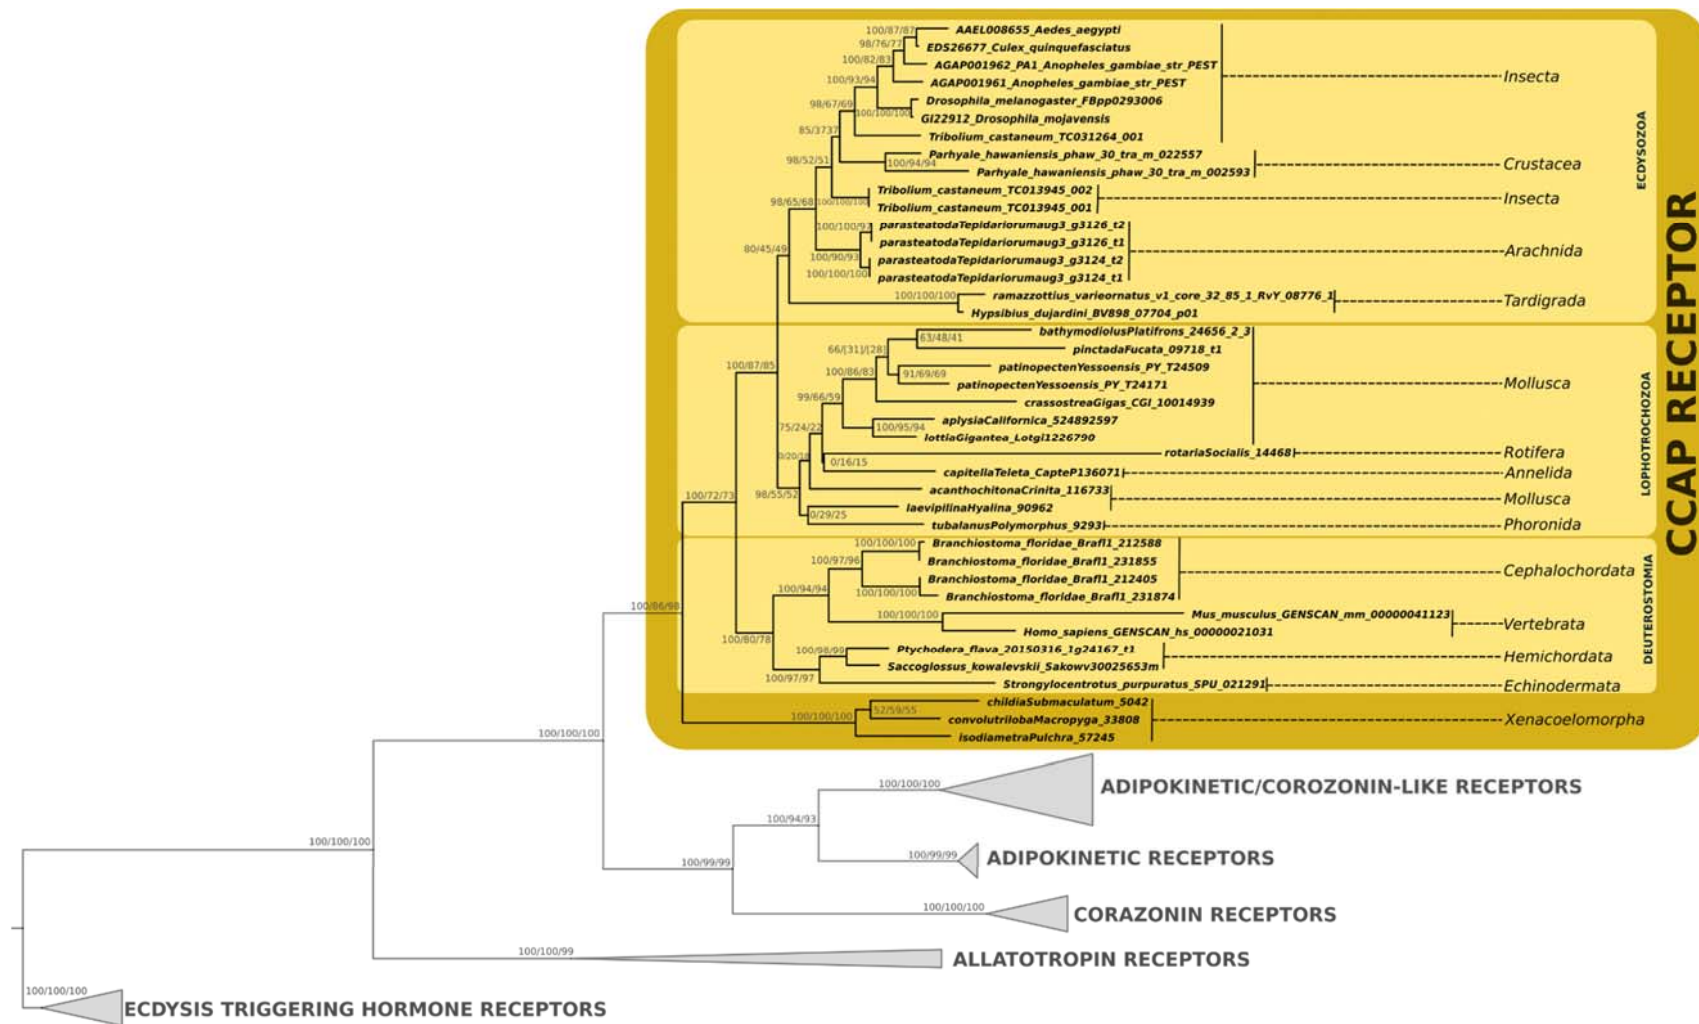 100/87/87
AAEL008655_Aedes_aegypti
98/76/77
EDS26677_Culex_quinquefasciatus
100/82/83
AGAP001962_PA1_Anopheles_gambiae_str_PEST
Insecta
100/93/94
AGAP001961_Anopheles_gambiae_str_PEST
98/67/69
Drosophila_melanogaster_FBpp0293006
100/100/100
GI22912_Drosophila_mojavensis
85/3737
Tribolium_castaneum_TC031264_001
98/52/51
Parhyale_hawaniensis_phaw_30_tra_m_022557
100/94/94
Crustacea
Parhyale_hawaniensis_phaw_30_tra_m_002593
Tribolium_castaneum_TC013945_002
98/65/68
100/100/100
Insecta
Tribolium_castaneum_TC013945_001
100/100/97
parasteatodaTepidariorumaug3_g3126_t2
80/45/49
parasteatodaTepidariorumaug3_g3126_t1
Arachnida
100/90/93
parasteatodaTepidariorumaug3_g3124_t2
100/100/100
parasteatodaTepidariorumaug3_g3124_t1
100/100/100
ramazzottius_varieornatus_v1_core_32_85_1_RvY_08776_1
Tardigrada
Hypsibius_dujardini_BV898_07704_p01
ECDYSOZOA
bathymodiolusPlatifrons_24656_2_3
63/48/41
66/[31]/[28]
pinctadaFucata_09718_t1
100/87/85
100/86/83
patinopectenYessoensis_PY_T24509
91/69/69
patinopectenYessoensis_PY_T24171
Mollusca
99/66/59
crassostreaGigas_CGI_10014939
75/24/22
aplysiaCalifornica_524892597
100/95/94
lottiaGigantea_Lotgi1226790
0/20/18
rotariaSocialis_14468
Rotifera
0/16/15
capitellaTeleta_CapteP136071
Annelida
98/55/52
acanthochitonaCrinita_116733
100/72/73
Mollusca
laevipilinaHyalina_90962
0/29/25
tubalanusPolymorphus_9293
Phoronida
LOPHOTROCHOZOA
CCAP RECEPTOR
100/100/100
Branchiostoma_floridae_Brafl1_212588
100/97/96
Branchiostoma_floridae_Brafl1_231855
Cephalochordata
Branchiostoma_floridae_Brafl1_212405
100/94/94
100/100/100
Branchiostoma_floridae_Brafl1_231874
100/86/98
100/100/100
Mus_musculus_GENSCAN_mm_00000041123
Vertebrata
Homo_sapiens_GENSCAN_hs_00000021031
100/80/78
100/98/99
Ptychodera_flava_20150316_1g24167_t1
Hemichordata
Saccoglossus_kowalevskii_Sakowv30025653m
100/97/97
Strongylocentrotus_purpuratus_SPU_021291
Echinodermata
DEUTEROSTOMIA
childiaSubmaculatum_5042
52/59/55
100/100/100
convolutrilobaMacropyga_33808
Xenacoelomorpha
isodiametraPulchra_57245
100/100/100
100/100/100
ADIPOKINETIC/COROZONIN-LIKE RECEPTORS
100/94/93
100/100/100
100/99/99
100/99/99
ADIPOKINETIC RECEPTORS
100/100/100
CORAZONIN RECEPTORS
100/100/99
ALLATOTROPIN RECEPTORS
100/100/100
ECDYSIS TRIGGERING HORMONE RECEPTORS